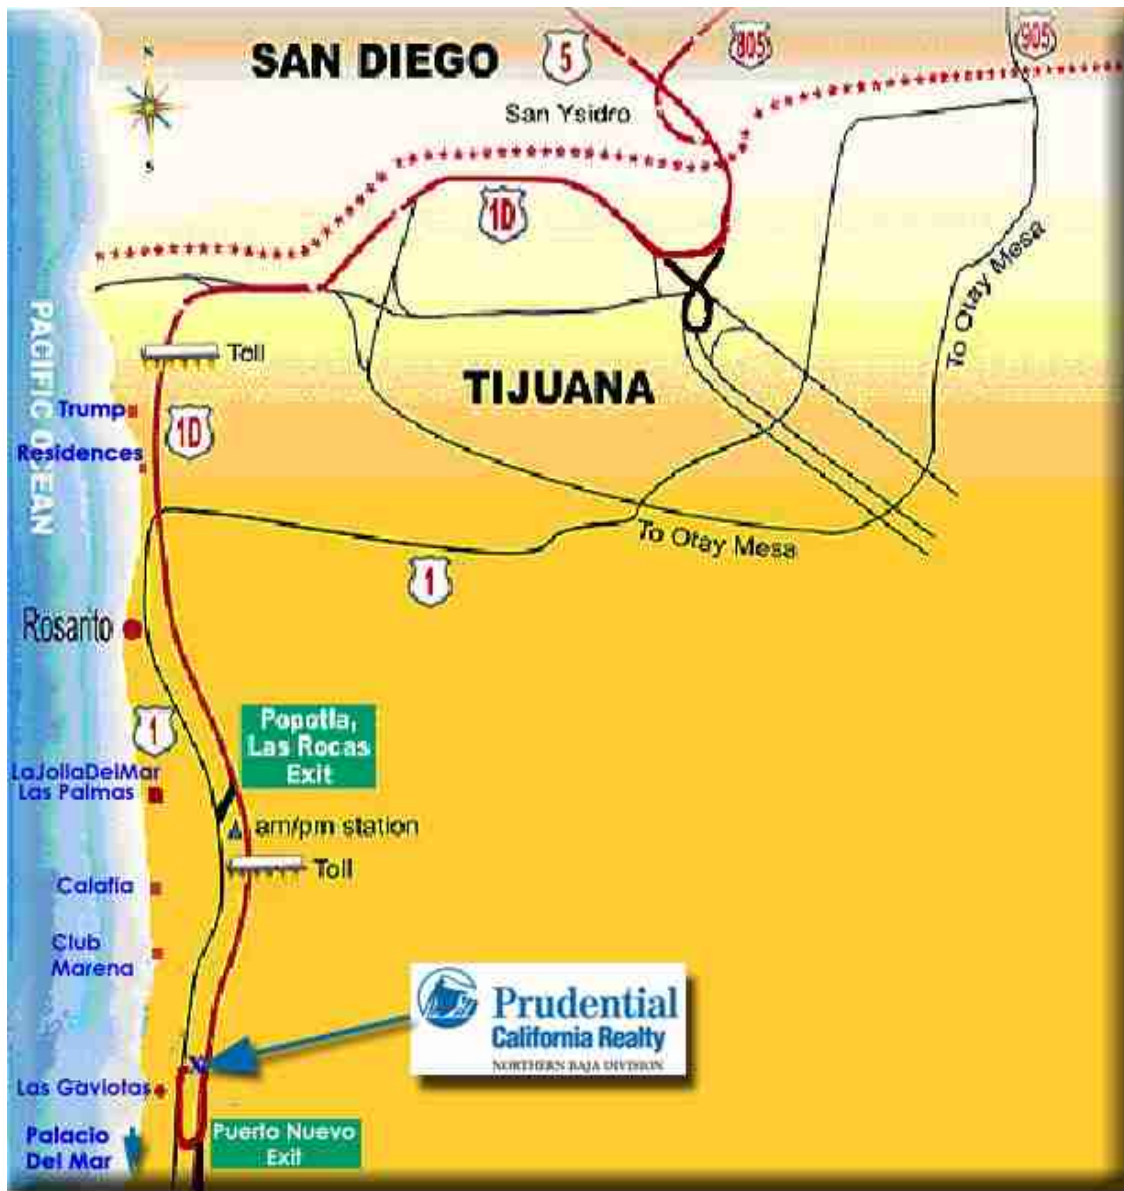 N
SAN DIEGO
5
805
905
San Ysidro
S
1D
To Otay Mesa
PACIFIC OCEAN
Toll
TIJUANA
Trump
1D
Residences
To Otay Mesa
1
Rosarito
1
Popotla,
Las Rocas
Exit
LaJollaDelMar
Las Palmas
am/pm station
Toll
Calafia
Club
Marena
Prudential
California Realty
NORTHERN BAJA DIVISION
X
Las Gaviotas
Palacio
Del Mar
Puerto Nuevo
Exit